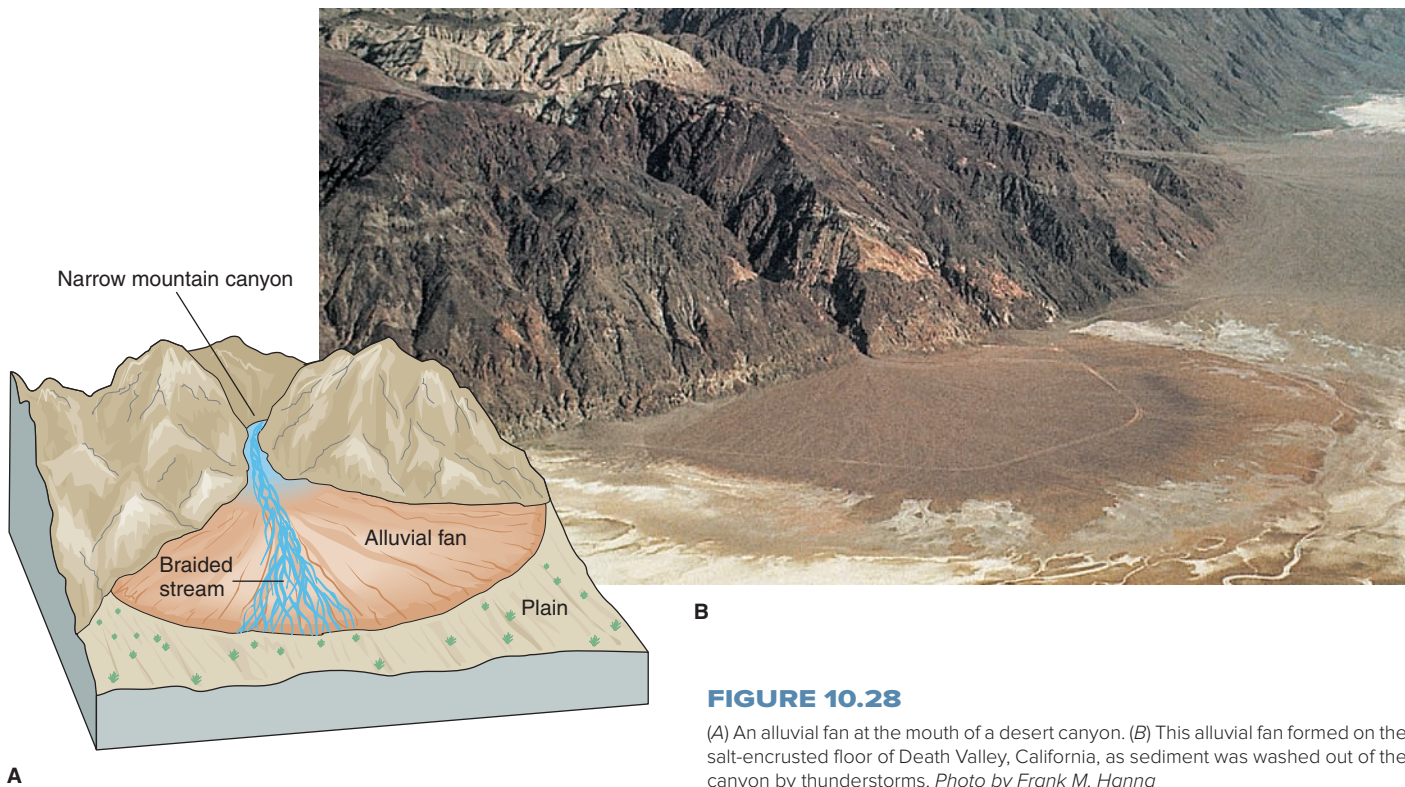 Narrow mountain canyon
Alluvial fan
Braided
stream
Plain
A
B
FIGURE 10.28
(A) An alluvial fan at the mouth of a desert canyon. (B) This alluvial fan formed on the
salt-encrusted floor of Death Valley, California, as sediment was washed out of the
canyon by thunderstorms. Photo by Frank M. Hanna